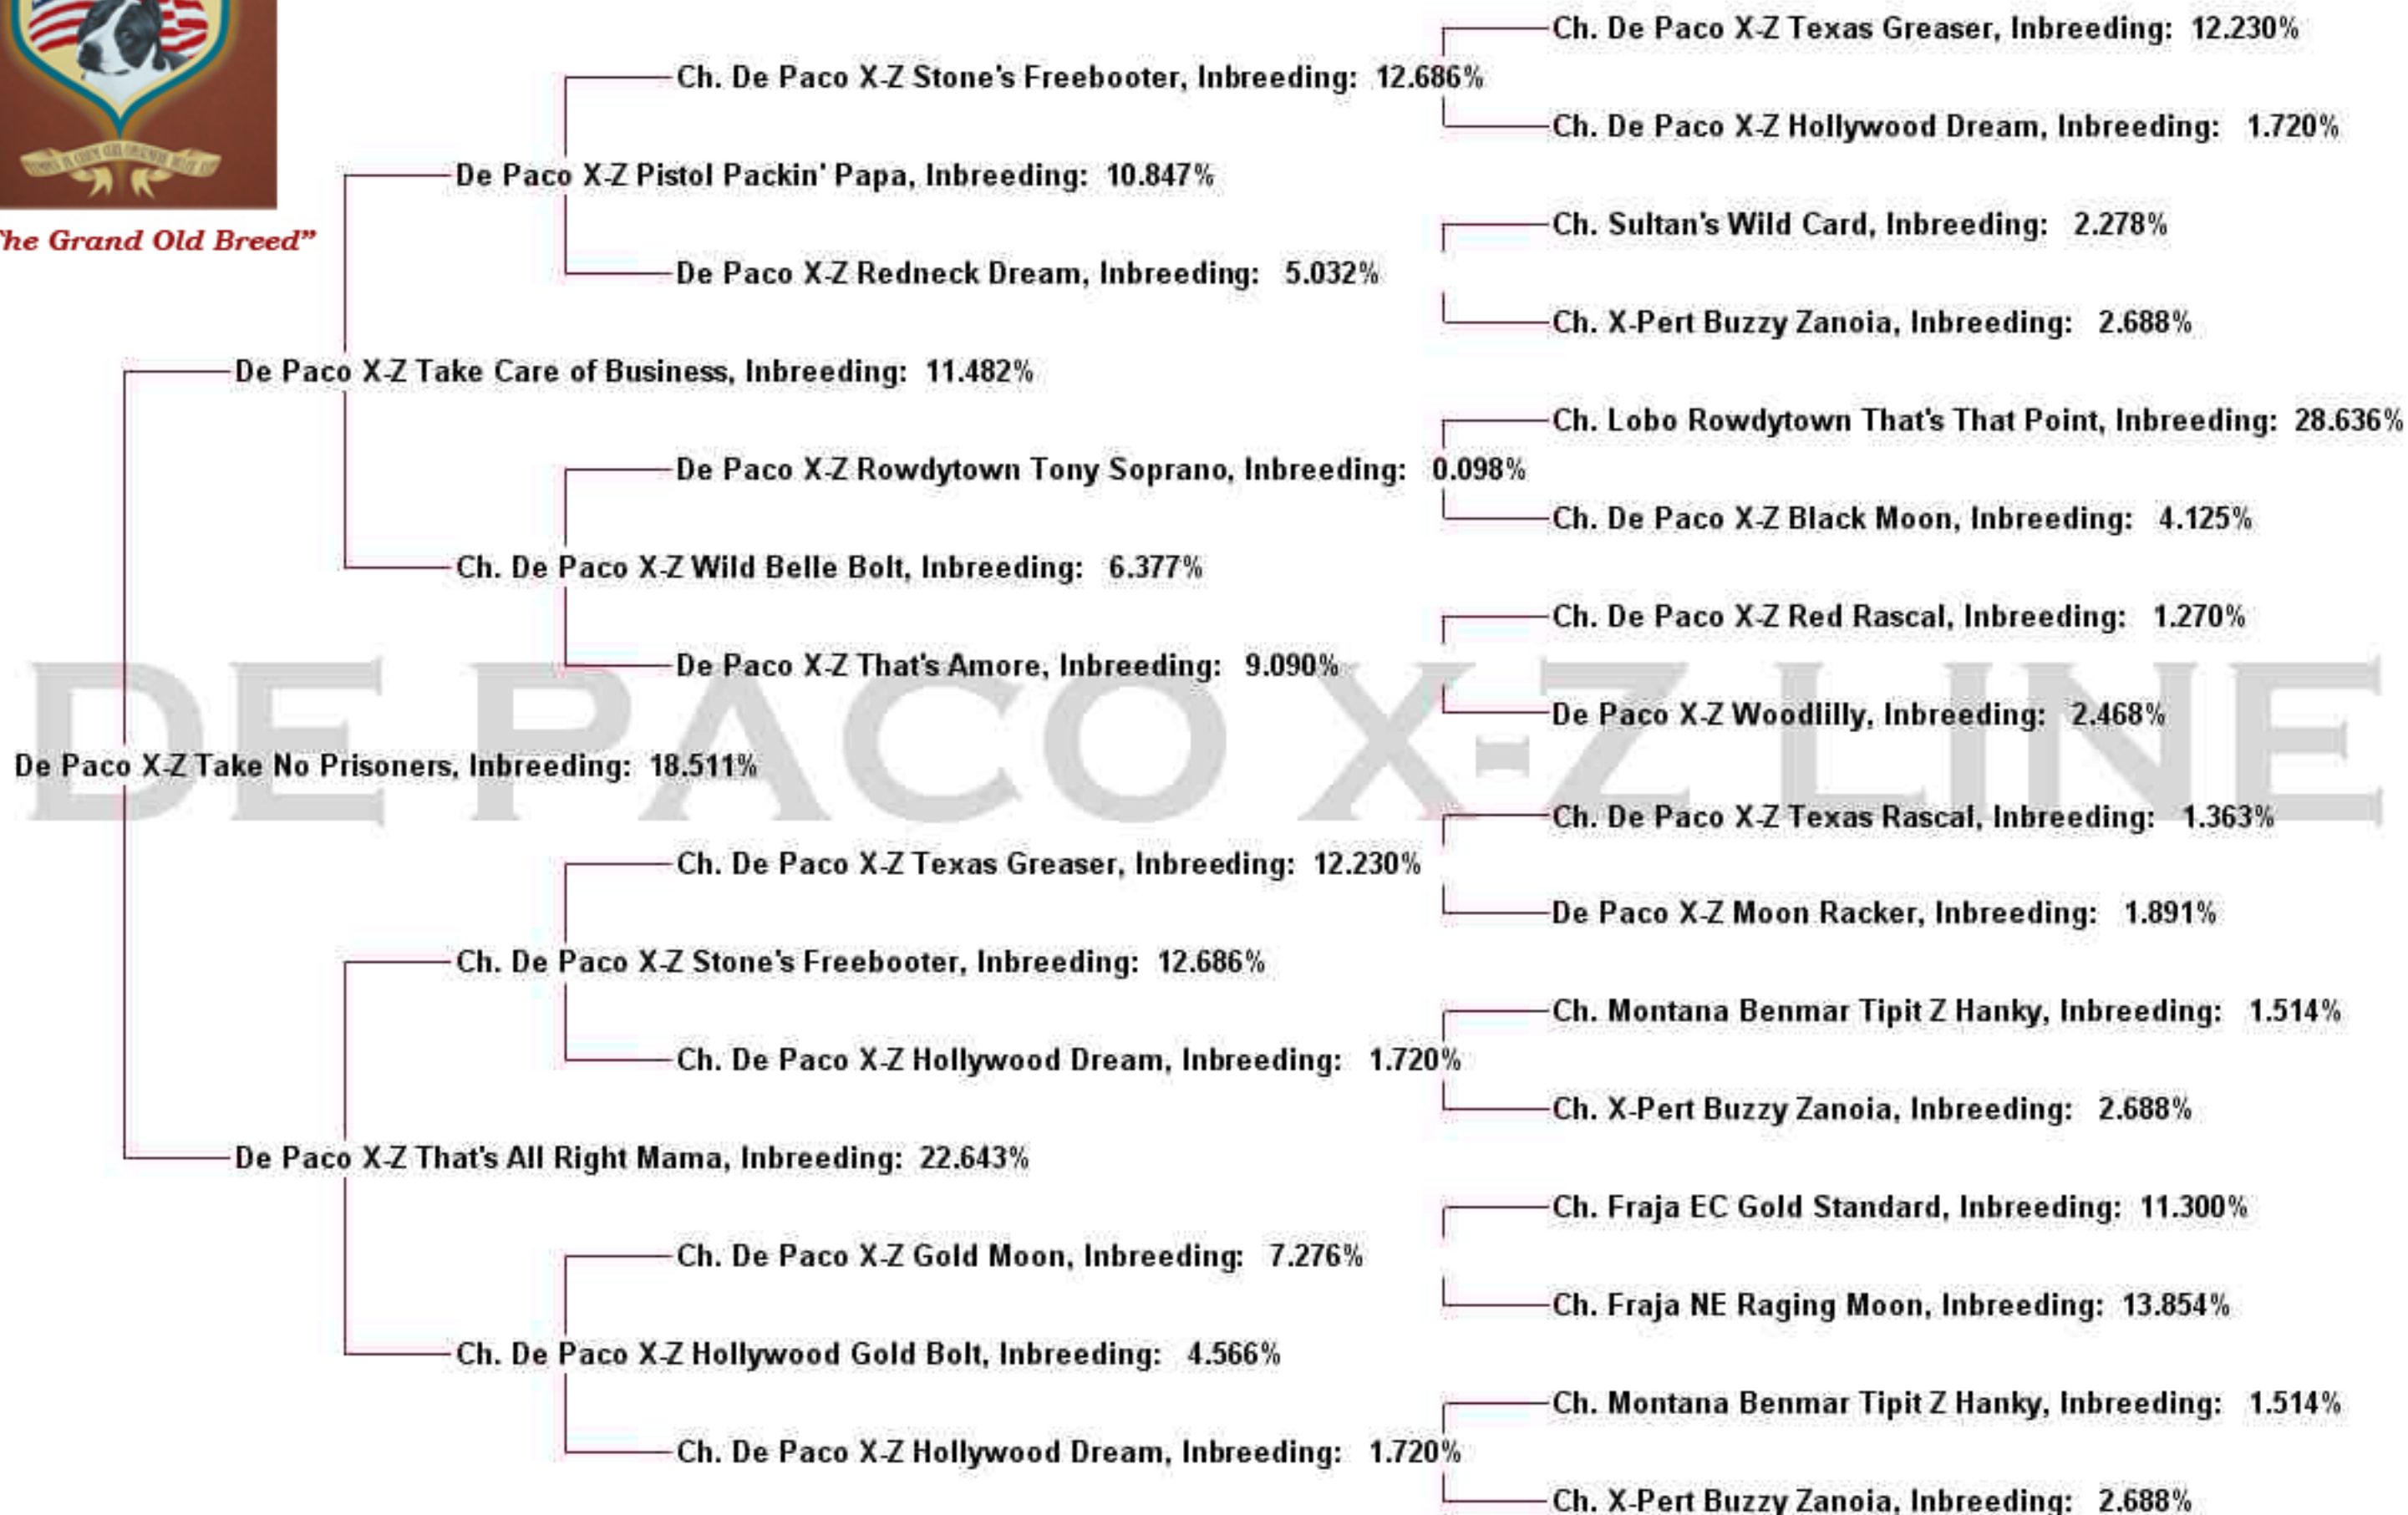 Ch. De Paco X-Z Texas Greaser, Inbreeding: 12.230%
Ch. De Paco X-Z Stone's Freebooter, Inbreeding: 12.686%
Ch. De Paco X-Z Hollywood Dream, Inbreeding: 1.720%
De Paco X-Z Pistol Packin' Papa, Inbreeding: 10.847%
Ch. Sultan's Wild Card, Inbreeding: 2.278%
he Grand Old Breed"
De Paco X-Z Redneck Dream, Inbreeding: 5.032%
Ch. X-Pert Buzzy Zanoia, Inbreeding: 2.688%
De Paco X-Z Take Care of Business, Inbreeding: 11.482%
Ch. Lobo Rowdytown That's That Point, Inbreeding: 28.636%
De Paco X-Z Rowdytown Tony Soprano, Inbreeding: 0.098%
Ch. De Paco X-Z Black Moon, Inbreeding: 4.125%
Ch. De Paco X-Z Wild Belle Bolt, Inbreeding: 6.377%
Ch. De Paco X-Z Red Rascal, Inbreeding: 1.270%
De Paco X-Z That's Amore, Inbreeding: 9.090%
De Paco X-Z Woodlilly, Inbreeding: 2.468%
DE PACO X-Z LINE
De Paco X-Z Take No Prisoners, Inbreeding: 18.511%
Ch. De Paco X-Z Texas Rascal, Inbreeding: 1.363%
Ch. De Paco X-Z Texas Greaser, Inbreeding: 12.230%
De Paco X-Z Moon Racker, Inbreeding: 1.891%
Ch. De Paco X-Z Stone's Freebooter, Inbreeding: 12.686%
Ch. Montana Benmar Tipit Z Hanky, Inbreeding: 1.514%
Ch. De Paco X-Z Hollywood Dream, Inbreeding: 1.720%
Ch. X-Pert Buzzy Zanoia, Inbreeding: 2.688%
De Paco X-Z That's All Right Mama, Inbreeding: 22.643%
Ch. Fraja EC Gold Standard, Inbreeding: 11.300%
Ch. De Paco X-Z Gold Moon, Inbreeding: 7.276%
Ch. Fraja NE Raging Moon, Inbreeding: 13.854%
Ch. De Paco X-Z Hollywood Gold Bolt, Inbreeding: 4.566%
Ch. Montana Benmar Tipit Z Hanky, Inbreeding: 1.514%
Ch. De Paco X-Z Hollywood Dream, Inbreeding: 1.720%
Ch. X-Pert Buzzy Zanoia, Inbreeding: 2.688%